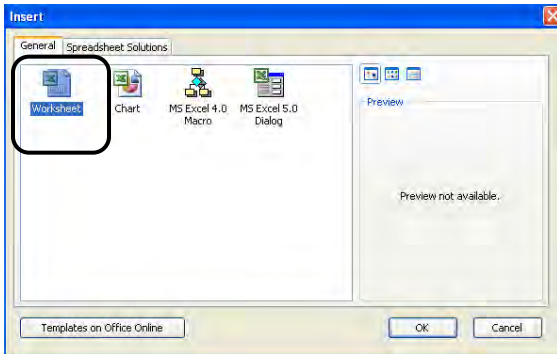 Insert
General Spreadsheet Solutions
Worksheet Chart MS Excel 4.0 MS Excel 5.0
Macro Dialog
Preview
Preview not available.
Templates on Office Online OK Cancel